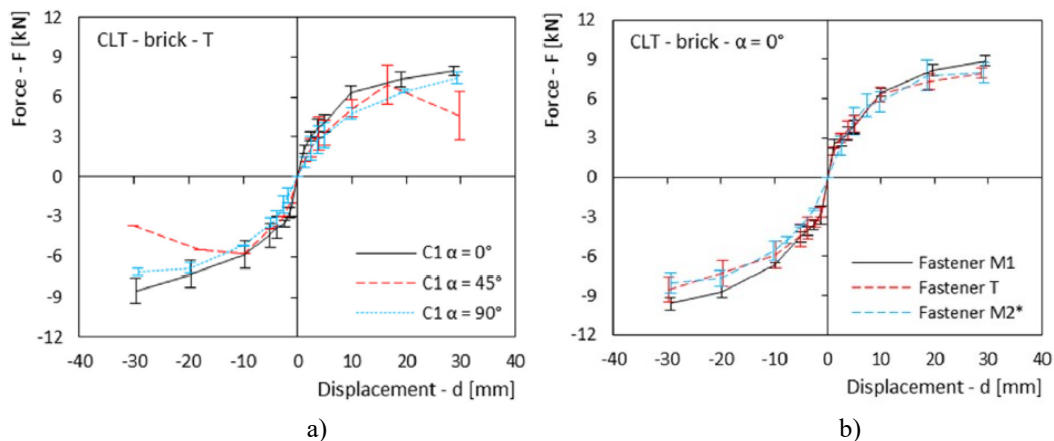 12
9
6
3
0
-3
-6
-9
-12
Force - F [kN]
CLT - brick - T
C1 α = 0°
C1 α = 45°
C1 α = 90°
-40 -30 -20 -10 0 10 20 30 40
Displacement - d [mm]
a)
12
9
6
3
0
-3
-6
-9
-12
Force - F [kN]
CLT - brick - α = 0°
Fastener M1
Fastener T
Fastener M2*
-40 -30 -20 -10 0 10 20 30 40
Displacement - d [mm]
b)